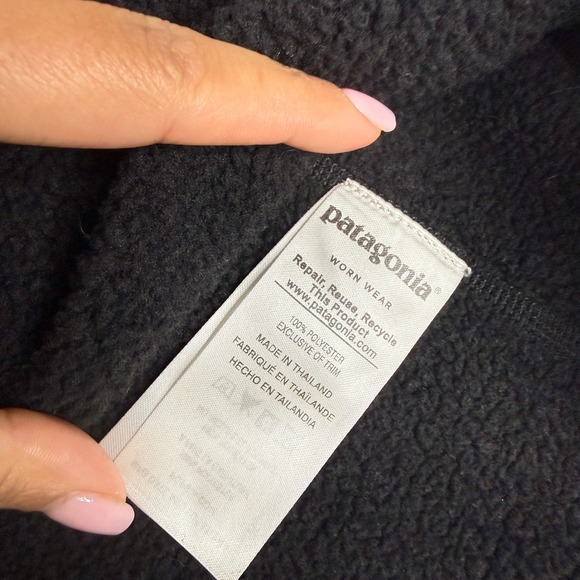 patagonia®
WORN WEAR
Repair, Reuse, Recycle
This Product
www.patagonia.com
100% POLYESTER
EXCLUSIVE OF TRIM
MADE IN THAILAND
FABRIQUÉ EN THAÏLANDE
HECHO EN TAILANDIA